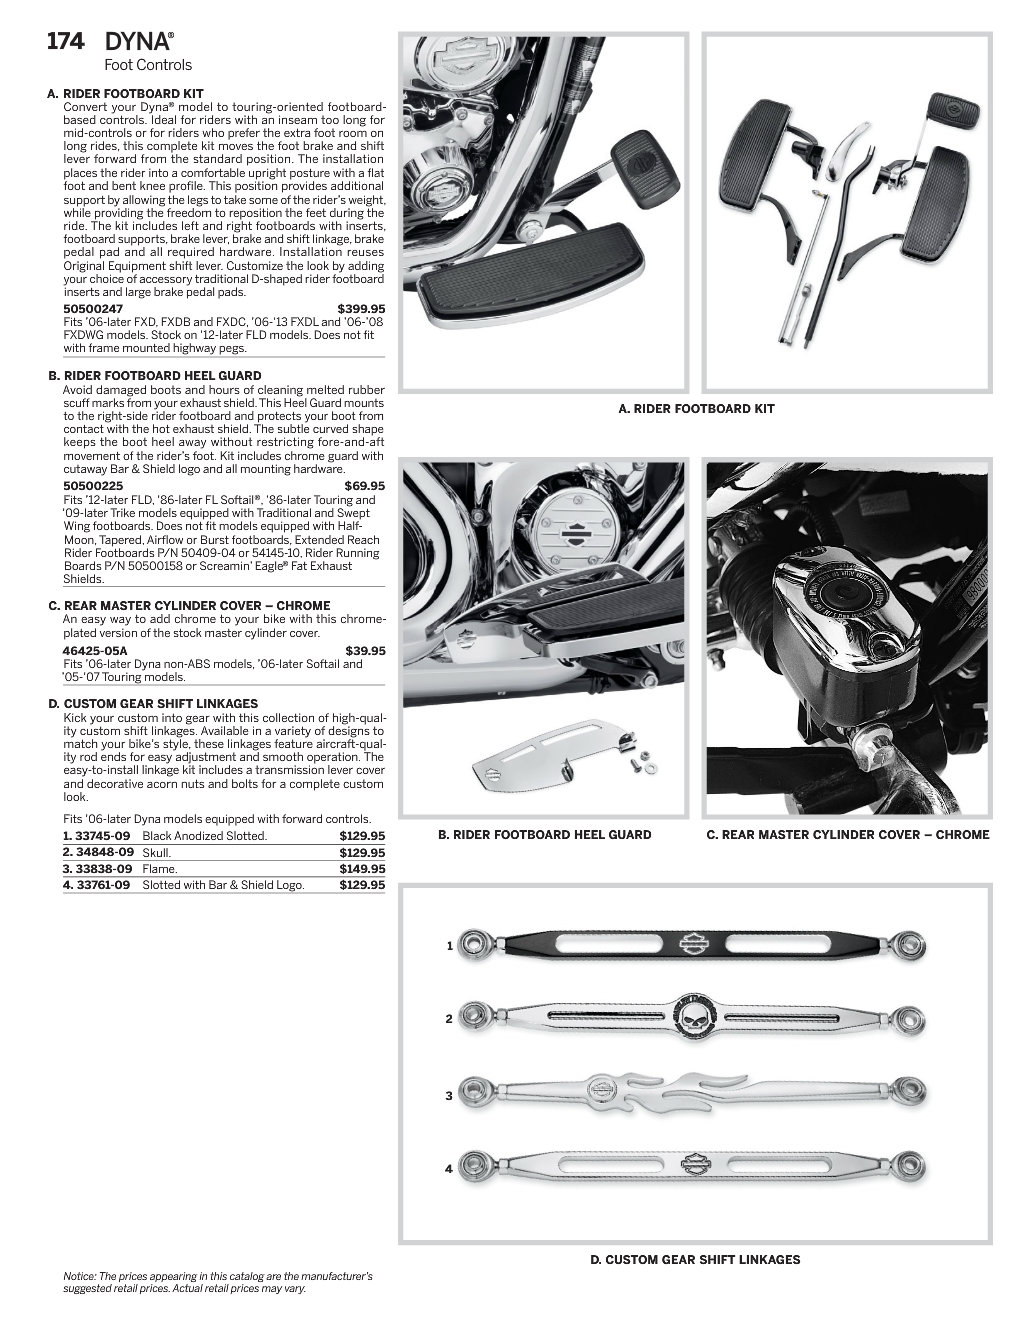 174 DYNA®
Foot Controls
A. RIDER FOOTBOARD KIT
Convert your Dyna® model to touring-oriented footboard-
based controls. Ideal for riders with an inseam too long for
mid-controls or for riders who prefer the extra foot room on
long rides, this complete kit moves the foot brake and shift
lever forward from the standard position. The installation
places the rider into a comfortable upright posture with a flat
foot and bent knee profile. This position provides additional
support by allowing the legs to take some of the rider's weight,
while providing the freedom to reposition the feet during the
ride. The kit includes left and right footboards with inserts,
footboard supports, brake lever, brake and shift linkage, brake
pedal pad and all required hardware. Installation reuses
Original Equipment shift lever. Customize the look by adding
your choice of accessory traditional D-shaped rider footboard
inserts and large brake pedal pads.
50500247 $399.95
Fits '06-later FXD, FXDB and FXDC, '06-'13 FXDL and '06-'08
FXDWG models. Stock on '12-later FLD models. Does not fit
with frame mounted highway pegs.
B. RIDER FOOTBOARD HEEL GUARD
Avoid damaged boots and hours of cleaning melted rubber
scuff marks from your exhaust shield. This Heel Guard mounts
to the right-side rider footboard and protects your boot from
contact with the hot exhaust shield. The subtle curved shape
keeps the boot heel away without restricting fore-and-aft
movement of the rider's foot. Kit includes chrome guard with
cutaway Bar & Shield logo and all mounting hardware.
50500225 $69.95
Fits '12-later FLD, '86-later FL Softail®, '86-later Touring and
'09-later Trike models equipped with Traditional and Swept
Wing footboards. Does not fit models equipped with Half-
Moon, Tapered, Airflow or Burst footboards, Extended Reach
Rider Footboards P/N 50409-04 or 54145-10, Rider Running
Boards P/N 50500158 or Screamin' Eagle® Fat Exhaust
Shields.
C. REAR MASTER CYLINDER COVER – CHROME
An easy way to add chrome to your bike with this chrome-
plated version of the stock master cylinder cover.
46425-05A $39.95
Fits '06-later Dyna non-ABS models, '06-later Softail and
'05-'07 Touring models.
D. CUSTOM GEAR SHIFT LINKAGES
Kick your custom into gear with this collection of high-qual-
ity custom shift linkages. Available in a variety of designs to
match your bike's style, these linkages feature aircraft-qual-
ity rod ends for easy adjustment and smooth operation. The
easy-to-install linkage kit includes a transmission lever cover
and decorative acorn nuts and bolts for a complete custom
look.
Fits '06-later Dyna models equipped with forward controls.
1. 33745-09 Black Anodized Slotted. $129.95
2. 34848-09 Skull. $129.95
3. 33838-09 Flame. $149.95
4. 33761-09 Slotted with Bar & Shield Logo. $129.95
Notice: The prices appearing in this catalog are the manufacturer's
suggested retail prices. Actual retail prices may vary.
A. RIDER FOOTBOARD KIT
B. RIDER FOOTBOARD HEEL GUARD
C. REAR MASTER CYLINDER COVER – CHROME
1
2
3
4
D. CUSTOM GEAR SHIFT LINKAGES